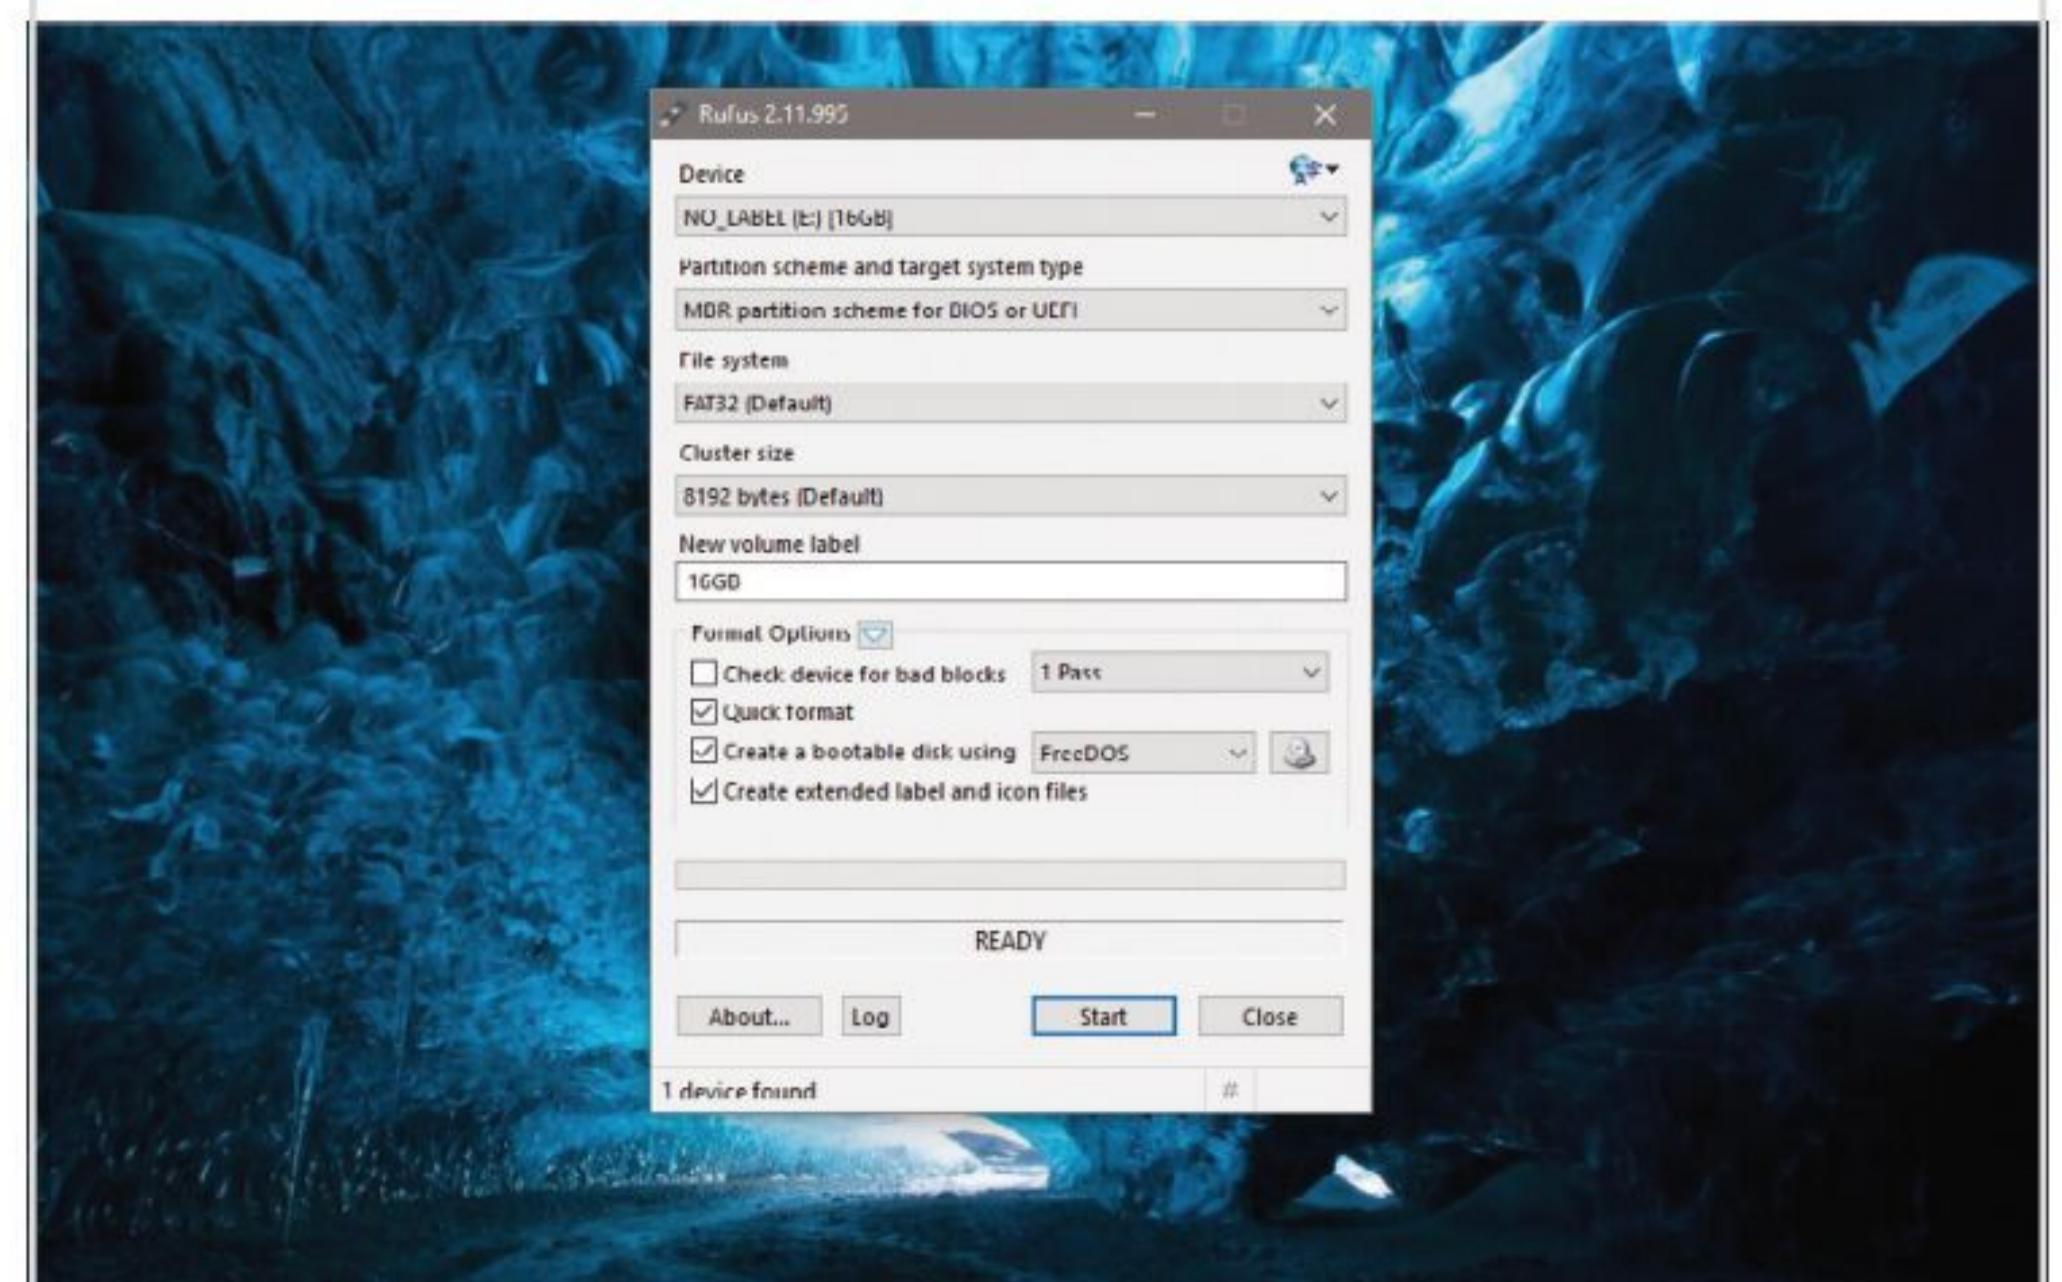 Rufus 2.11.995
Device
NO_LABEL (E:) [16GB]
Partition scheme and target system type
MBR partition scheme for BIOS or UEFI
File system
FAT32 (Default)
Cluster size
8192 bytes (Default)
New volume label
16GB
Format Options
Check device for bad blocks 1 Pass
Quick format
Create a bootable disk using FreeDOS
Create extended label and icon files
READY
About... Log Start Close
1 device found #